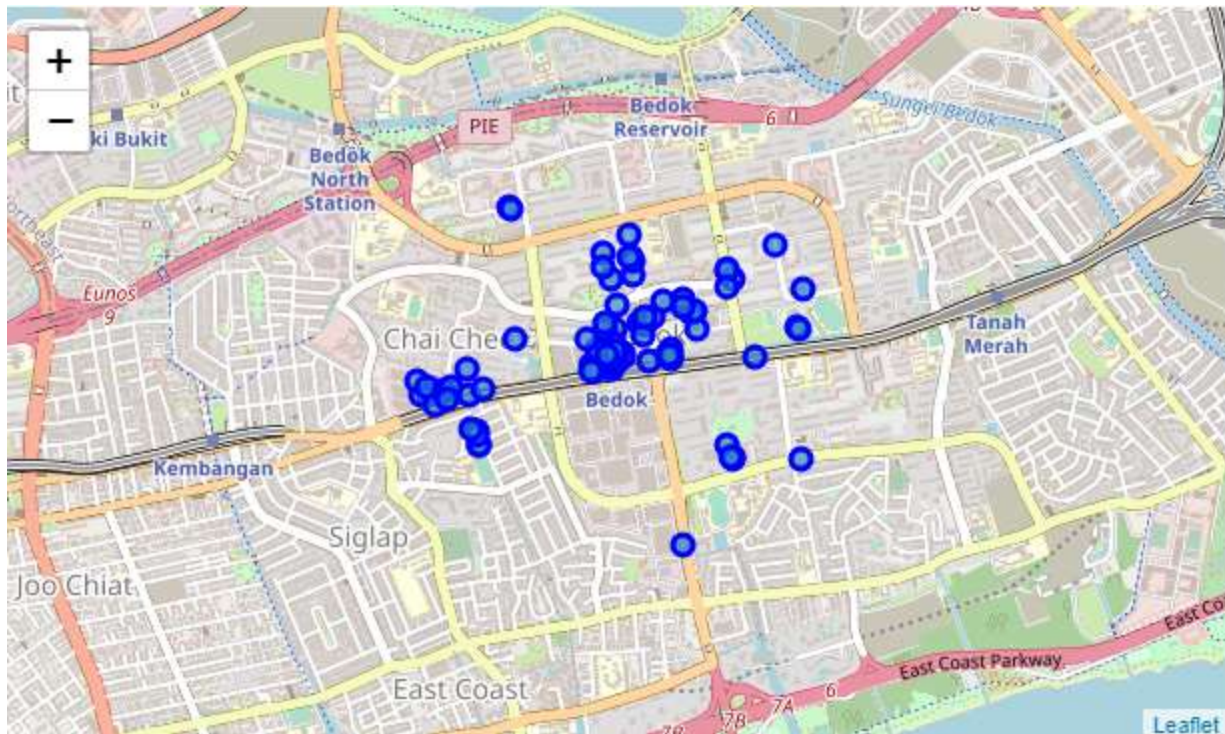 +
−
ki Bukit
PIE
Bedok
Reservoir
6
Sungei Bedok
Bedok
North
Station
Eunos
9
Chai Che
Tanah
Merah
Bedok
Kembangan
Siglap
Joo Chiat
East Coast
East Co
East Coast Parkway
6
7A
7B
7B
Leaflet